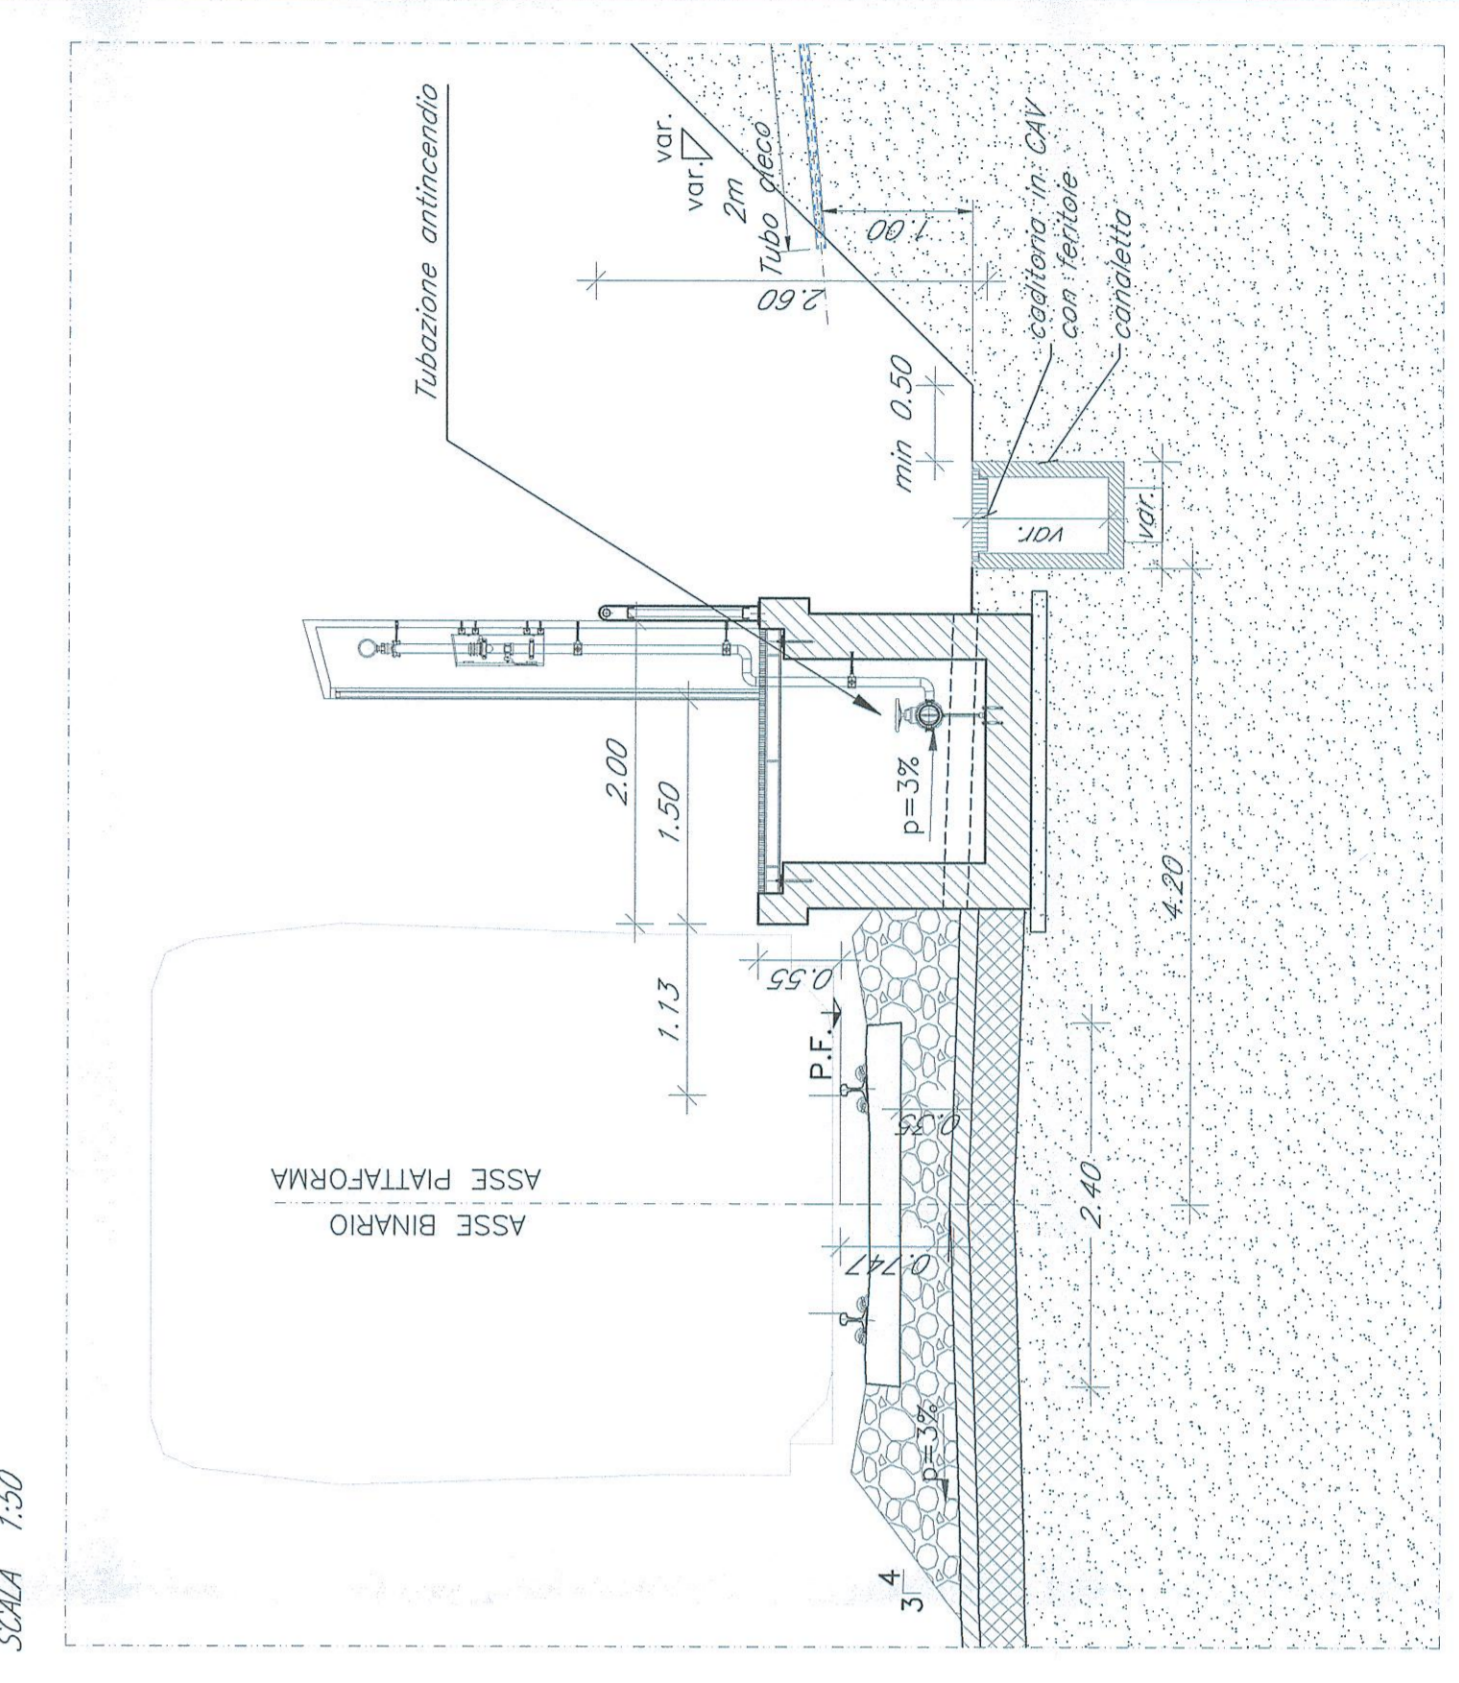 SCALA 1:50
Tubazione antincendio
var.
var.
2m
Tubo cieco
1.00
2.60
min 0.50
caditoria in CAV
con feritoie
canaletta
var.
var.
2.00
1.50
1.13
p=3%
0.55
P.F.
4.20
ASSE PIATTAFORMA
ASSE BINARIO
0.35
0.747
2.40
p=3%
4
3